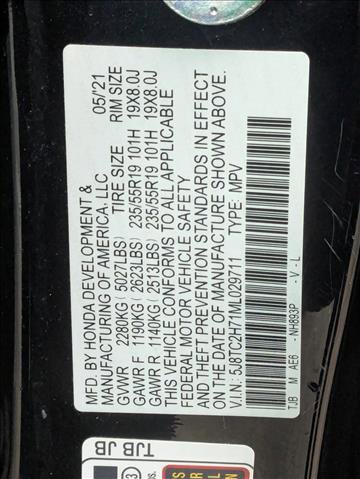 MFD. BY HONDA DEVELOPMENT &
MANUFACTURING OF AMERICA, LLC 05/'21
GVWR 2280KG (5027LBS) TIRE SIZE RIM SIZE
GAWR F 1190KG (2623LBS) 235/55R19 101H 19X8.0J
GAWR R 1140KG (2513LBS) 235/55R19 101H 19X8.0J
THIS VEHICLE CONFORMS TO ALL APPLICABLE
FEDERAL MOTOR VEHICLE SAFETY
AND THEFT PREVENTION STANDARDS IN EFFECT
ON THE DATE OF MANUFACTURE SHOWN ABOVE.
V.I.N: 5J8TC2H71ML029711 TYPE: MPV
TJB M AE6 -NH893P -V-L
TJB JB